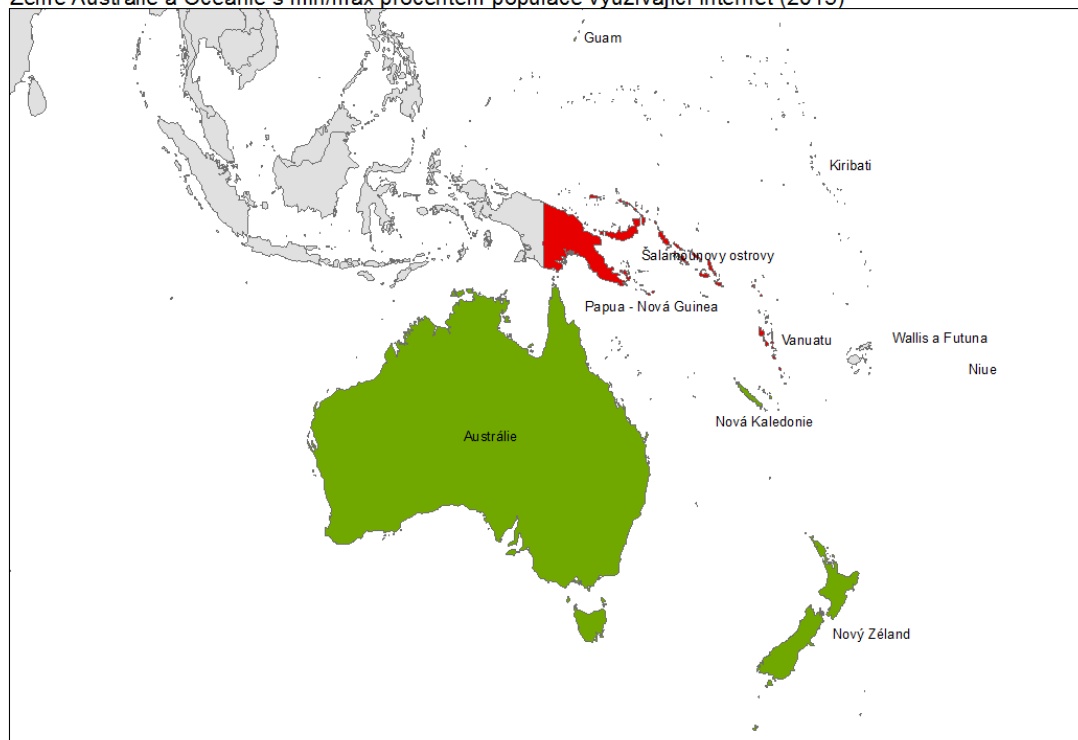 Země Austrálie a Oceánie s min/max procentem populace využívající internet (2015)
Guam
Kiribati
Šalamounovy ostrovy
Papua - Nová Guinea
Vanuatu
Wallis a Futuna
Niue
Nová Kaledonie
Austrálie
Nový Zéland